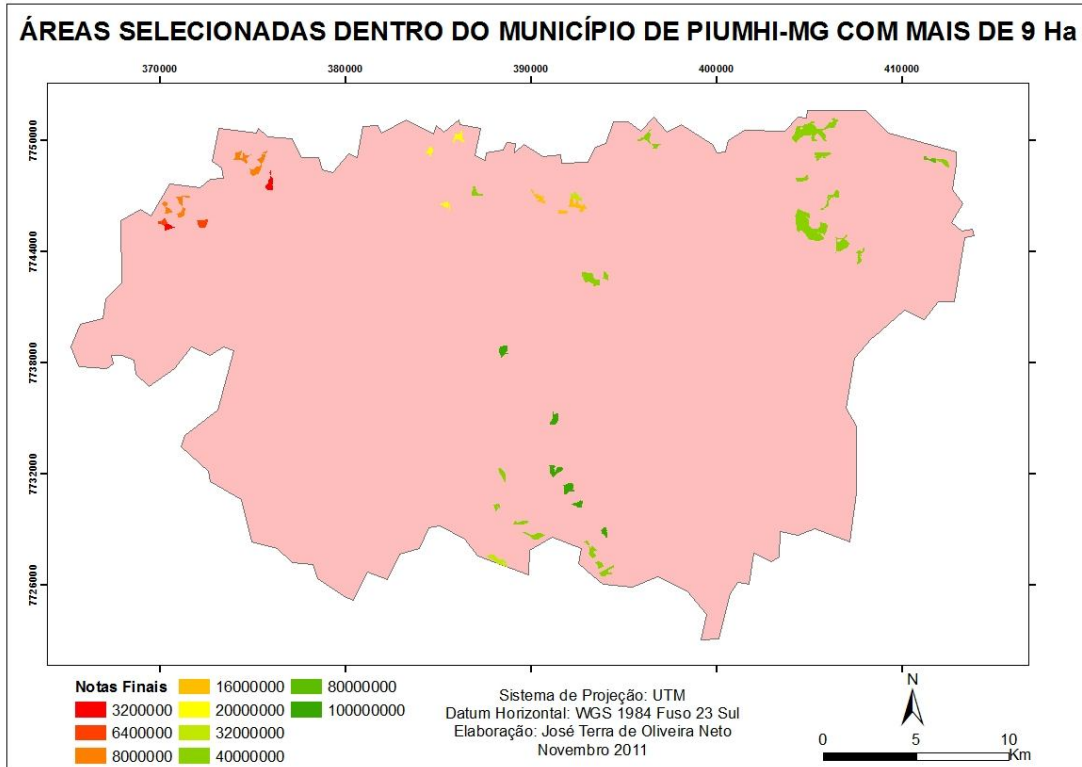 ÁREAS SELECIONADAS DENTRO DO MUNICÍPIO DE PIUMHI-MG COM MAIS DE 9 Ha
370000 380000 390000 400000 410000
7750000
7744000
7738000
7732000
7726000
Notas Finais
3200000
6400000
8000000
16000000
20000000
32000000
40000000
80000000
100000000
Sistema de Projeção: UTM
Datum Horizontal: WGS 1984 Fuso 23 Sul
Elaboração: José Terra de Oliveira Neto
Novembro 2011
N
0 5 10
Km